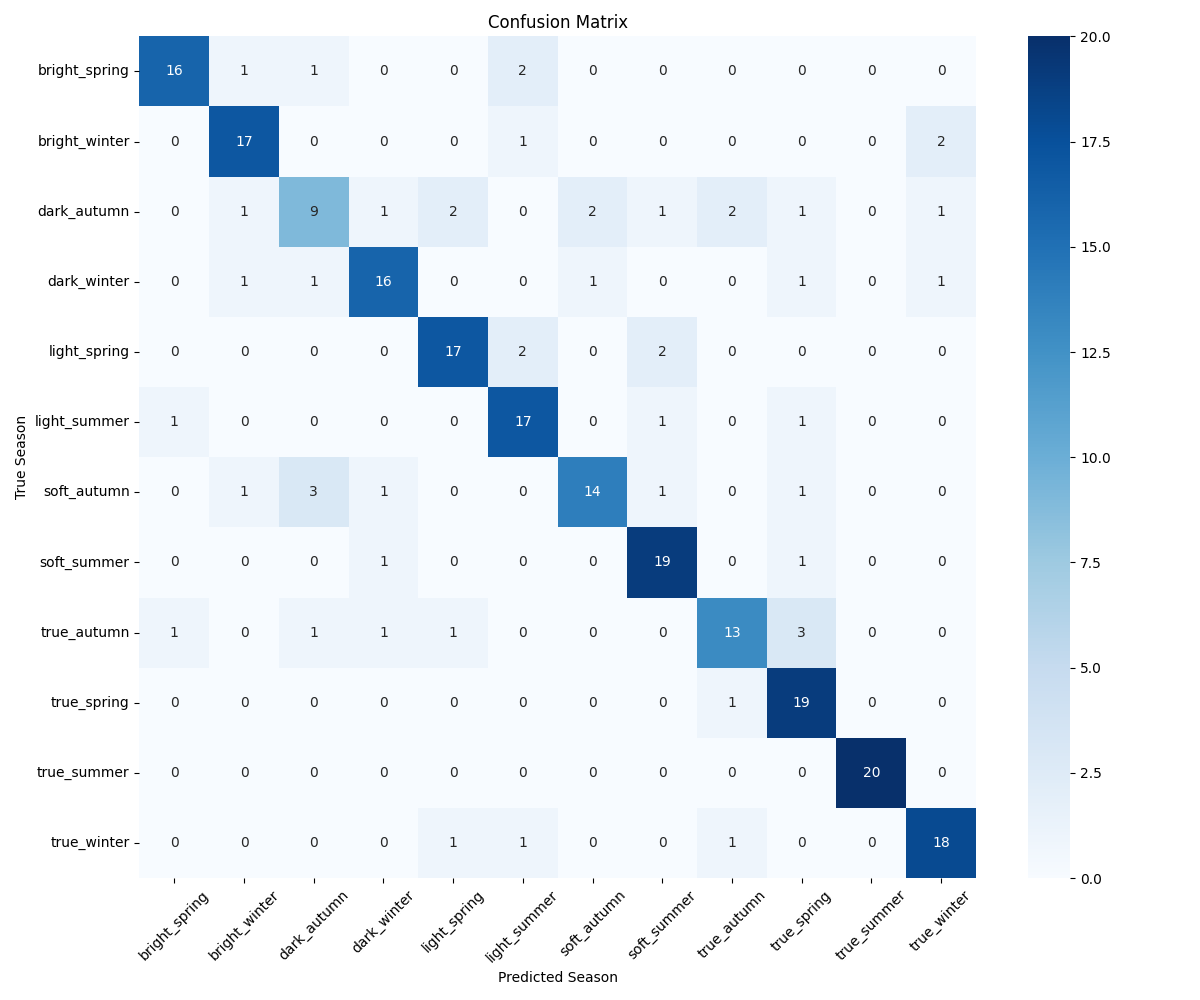 Confusion Matrix
True Season
bright_spring 16 1 1 0 0 2 0 0 0 0 0 0
bright_winter 0 17 0 0 0 1 0 0 0 0 0 2
dark_autumn 0 1 9 1 2 0 2 1 2 1 0 1
dark_winter 0 1 1 16 0 0 1 0 0 1 0 1
light_spring 0 0 0 0 17 2 0 2 0 0 0 0
light_summer 1 0 0 0 0 17 0 1 0 1 0 0
soft_autumn 0 1 3 1 0 0 14 1 0 1 0 0
soft_summer 0 0 0 1 0 0 0 19 0 1 0 0
true_autumn 1 0 1 1 1 0 0 0 13 3 0 0
true_spring 0 0 0 0 0 0 0 0 1 19 0 0
true_summer 0 0 0 0 0 0 0 0 0 0 20 0
true_winter 0 0 0 0 1 1 0 0 1 0 0 18
bright_spring bright_winter dark_autumn dark_winter light_spring light_summer soft_autumn soft_summer true_autumn true_spring true_summer true_winter
Predicted Season
20.0
17.5
15.0
12.5
10.0
7.5
5.0
2.5
0.0